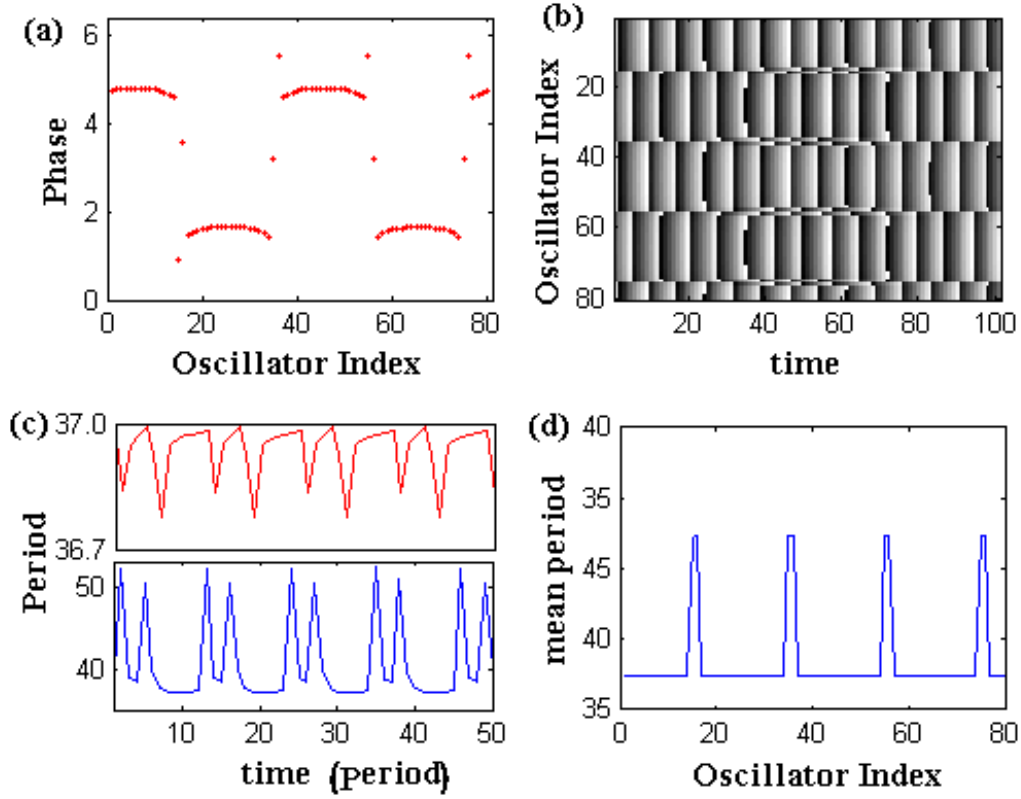 (a)
6
4
2
0
Phase
0 20 40 60 80
Oscillator Index
(b)
20
40
60
80
Oscillator Index
20 40 60 80 100
time
(c)
37.0
36.7
50
40
Period
10 20 30 40 50
time (period)
(d)
40
35
45
40
35
mean period
0 20 40 60 80
Oscillator Index